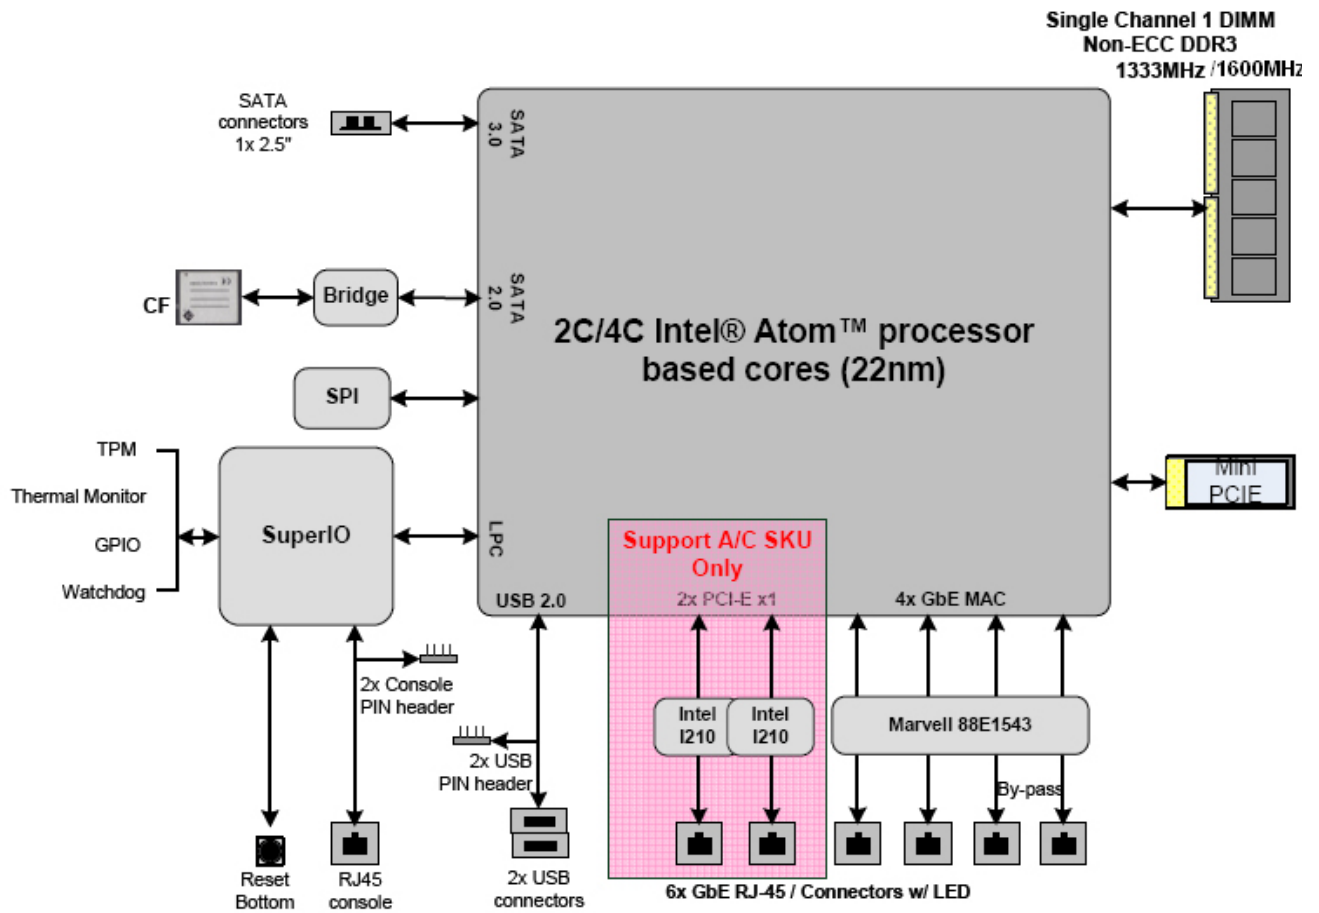 Single Channel 1 DIMM
Non-ECC DDR3
1333MHz /1600MHz
SATA
connectors
1x 2.5"
SATA
3.0
CF
Bridge
SATA
2.0
2C/4C Intel® Atom™ processor
based cores (22nm)
SPI
TPM
Thermal Monitor
GPIO
Watchdog
SuperIO
LPC
Mini
PCIE
Support A/C SKU
Only
USB 2.0
2x PCI-E x1
4x GbE MAC
2x Console
PIN header
Intel
I210
Intel
I210
Marvell 88E1543
2x USB
PIN header
By-pass
Reset
Bottom
RJ45
console
2x USB
connectors
6x GbE RJ-45 / Connectors w/ LED